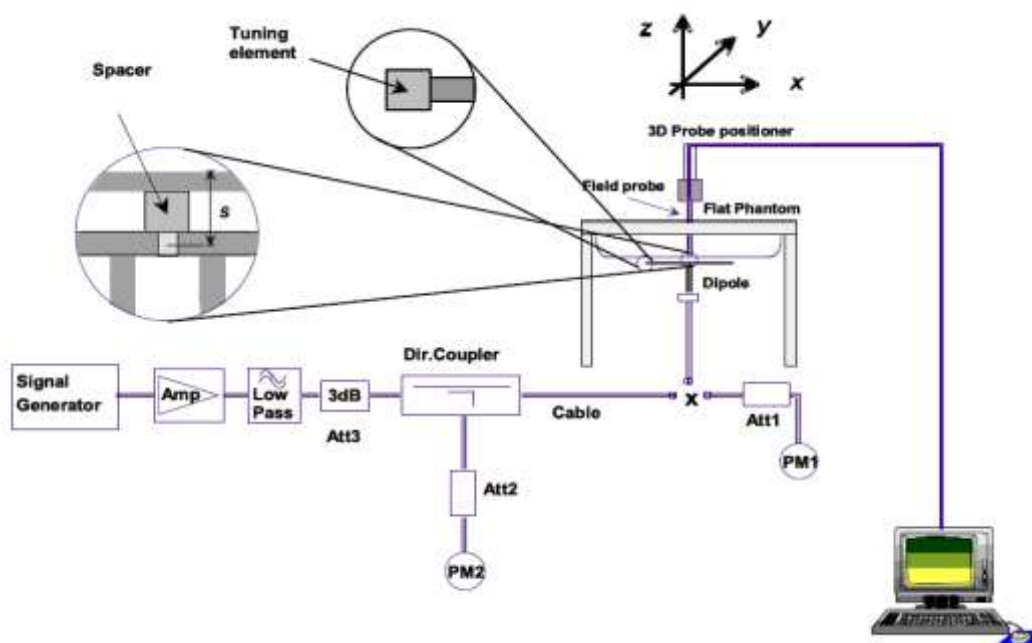 Tuning
element
Spacer
s
z
y
x
3D Probe positioner
Field probe
Flat Phantom
Dipole
Dir.Coupler
Signal
Generator
Amp
Low
Pass
3dB
Att3
Cable
x
Att1
PM1
Att2
PM2